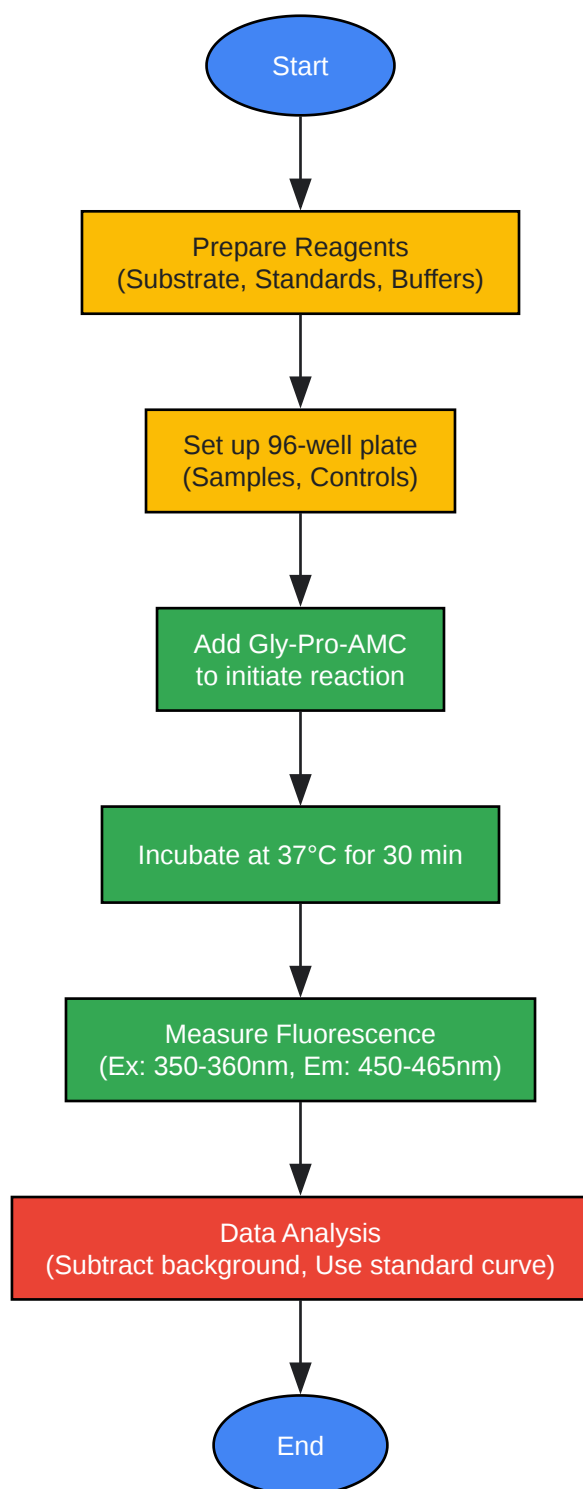 Start
Prepare Reagents
(Substrate, Standards, Buffers)
Set up 96-well plate
(Samples, Controls)
Add Gly-Pro-AMC
to initiate reaction
Incubate at 37°C for 30 min
Measure Fluorescence
(Ex: 350-360nm, Em: 450-465nm)
Data Analysis
(Subtract background, Use standard curve)
End